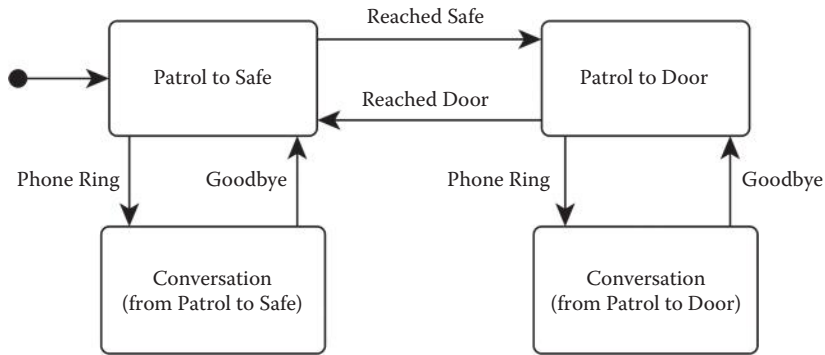 Reached Safe
Patrol to Safe
Patrol to Door
Reached Door
Phone Ring
Goodbye
Phone Ring
Goodbye
Conversation
(from Patrol to Safe)
Conversation
(from Patrol to Door)